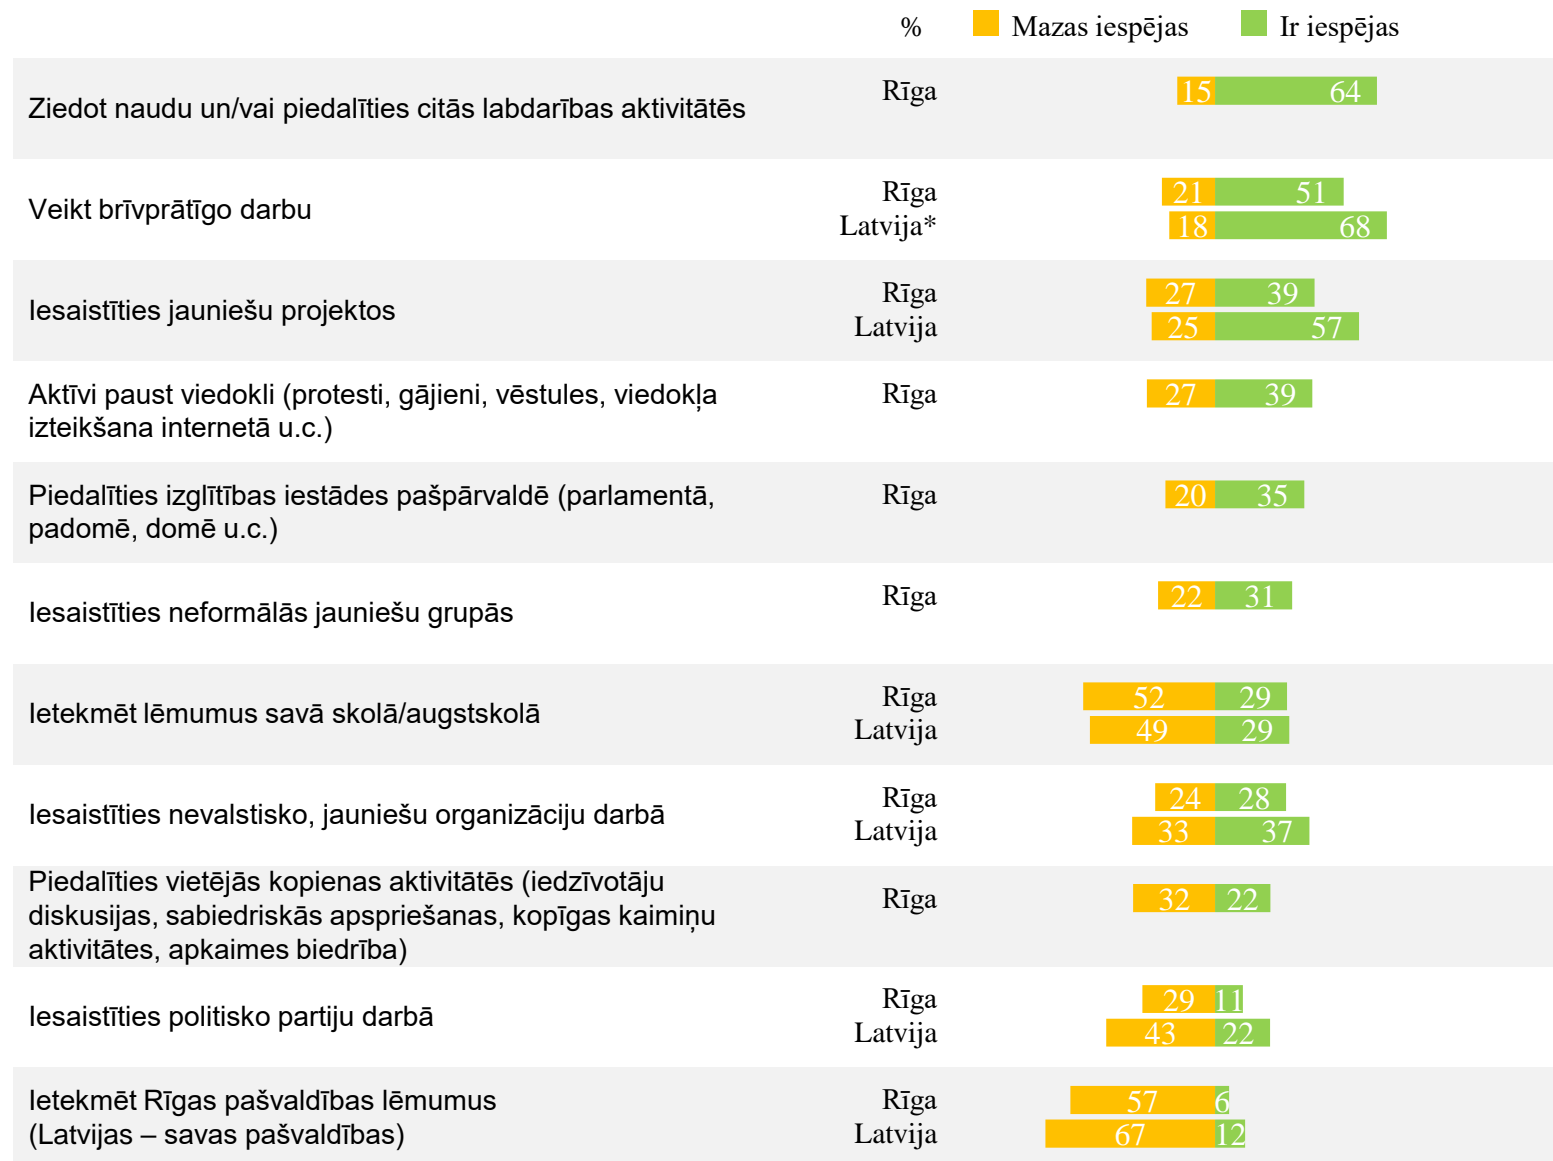 % Mazas iespējas Ir iespējas
Ziedot naudu un/vai piedalīties citās labdarības aktivitātēs
Rīga 15 64
Veikt brīvprātīgo darbu
Rīga 21 51
Latvija* 18 68
Iesaistīties jauniešu projektos
Rīga 27 39
Latvija 25 57
Aktīvi paust viedokli (protesti, gājieni, vēstules, viedokļa
izteikšana internetā u.c.)
Rīga 27 39
Piedalīties izglītības iestādes pašpārvaldē (parlamentā,
padomē, domē u.c.)
Rīga 20 35
Iesaistīties neformālās jauniešu grupās
Rīga 22 31
Ietekmēt lēmumus savā skolā/augstskolā
Rīga 52 29
Latvija 49 29
Iesaistīties nevalstisko, jauniešu organizāciju darbā
Rīga 24 28
Latvija 33 37
Piedalīties vietējās kopienas aktivitātēs (iedzīvotāju
diskusijas, sabiedriskās apspriešanas, kopīgas kaimiņu
aktivitātes, apkaimes biedrība)
Rīga 32 22
Iesaistīties politisko partiju darbā
Rīga 29 11
Latvija 43 22
Ietekmēt Rīgas pašvaldības lēmumus
(Latvijas – savas pašvaldības)
Rīga 57 6
Latvija 67 12